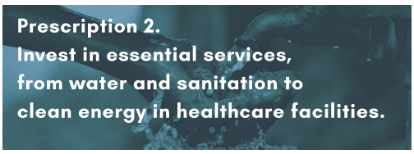 Prescription 2.
Invest in essential services,
from water and sanitation to
clean energy in healthcare facilities.